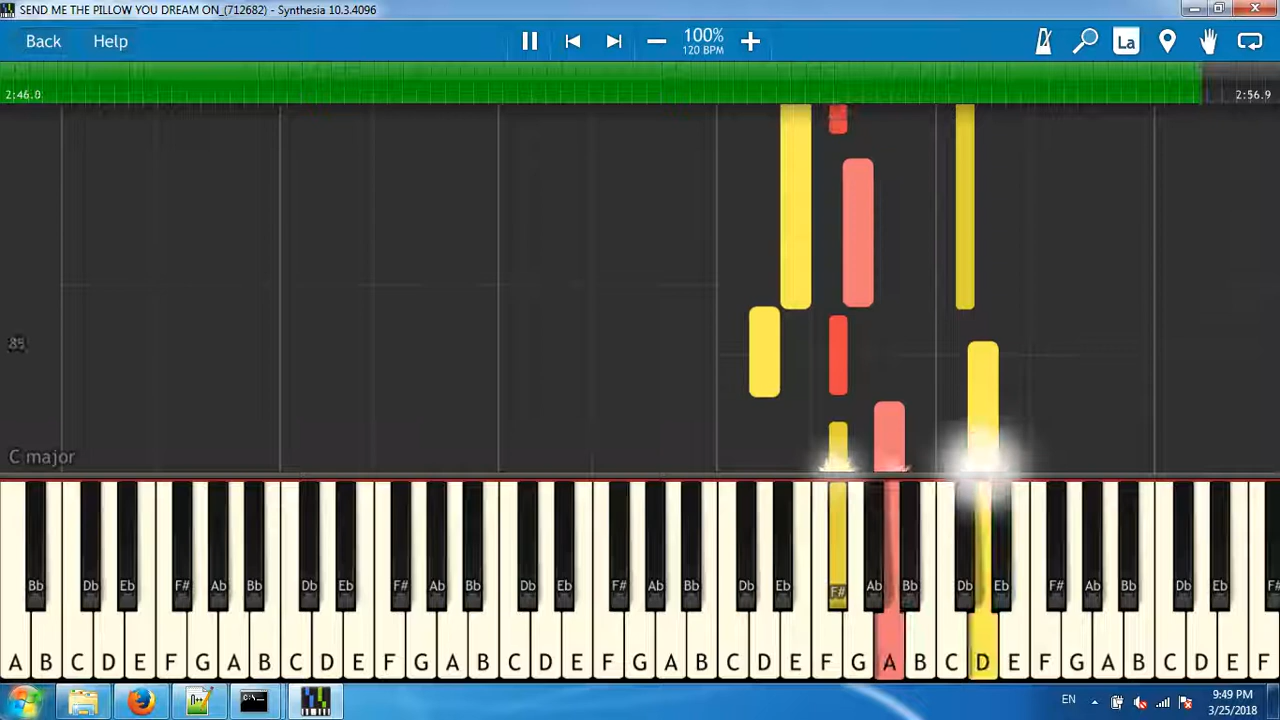 SEND ME THE PILLOW YOU DREAM ON_(712682) - Synthesia 10.3.4096
Back Help 100% La
120 BPM
2:46.0 2:56.9
85
C major
Bb Db Eb F# Ab Bb Db Eb F# Ab Bb Db Eb F# Ab Bb Db Eb F# Ab Bb Db Eb F# Ab Bb Db Eb F#
A B C D E F G A B C D E F G A B C D E F G A B C D E F G A B C D E F G A B C D E F
EN 9:49 PM
3/25/2018